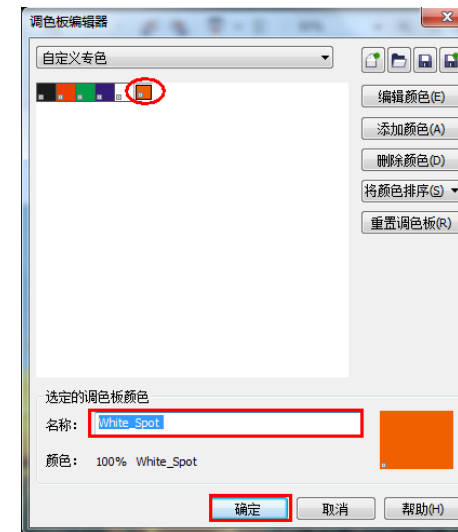 调色板编辑器
自定义专色
编辑颜色(E)
添加颜色(A)
删除颜色(D)
将颜色排序(S)
重置调色板(R)
选定的调色板颜色
名称: White_Spot
颜色: 100% White_Spot
确定 取消 帮助(H)